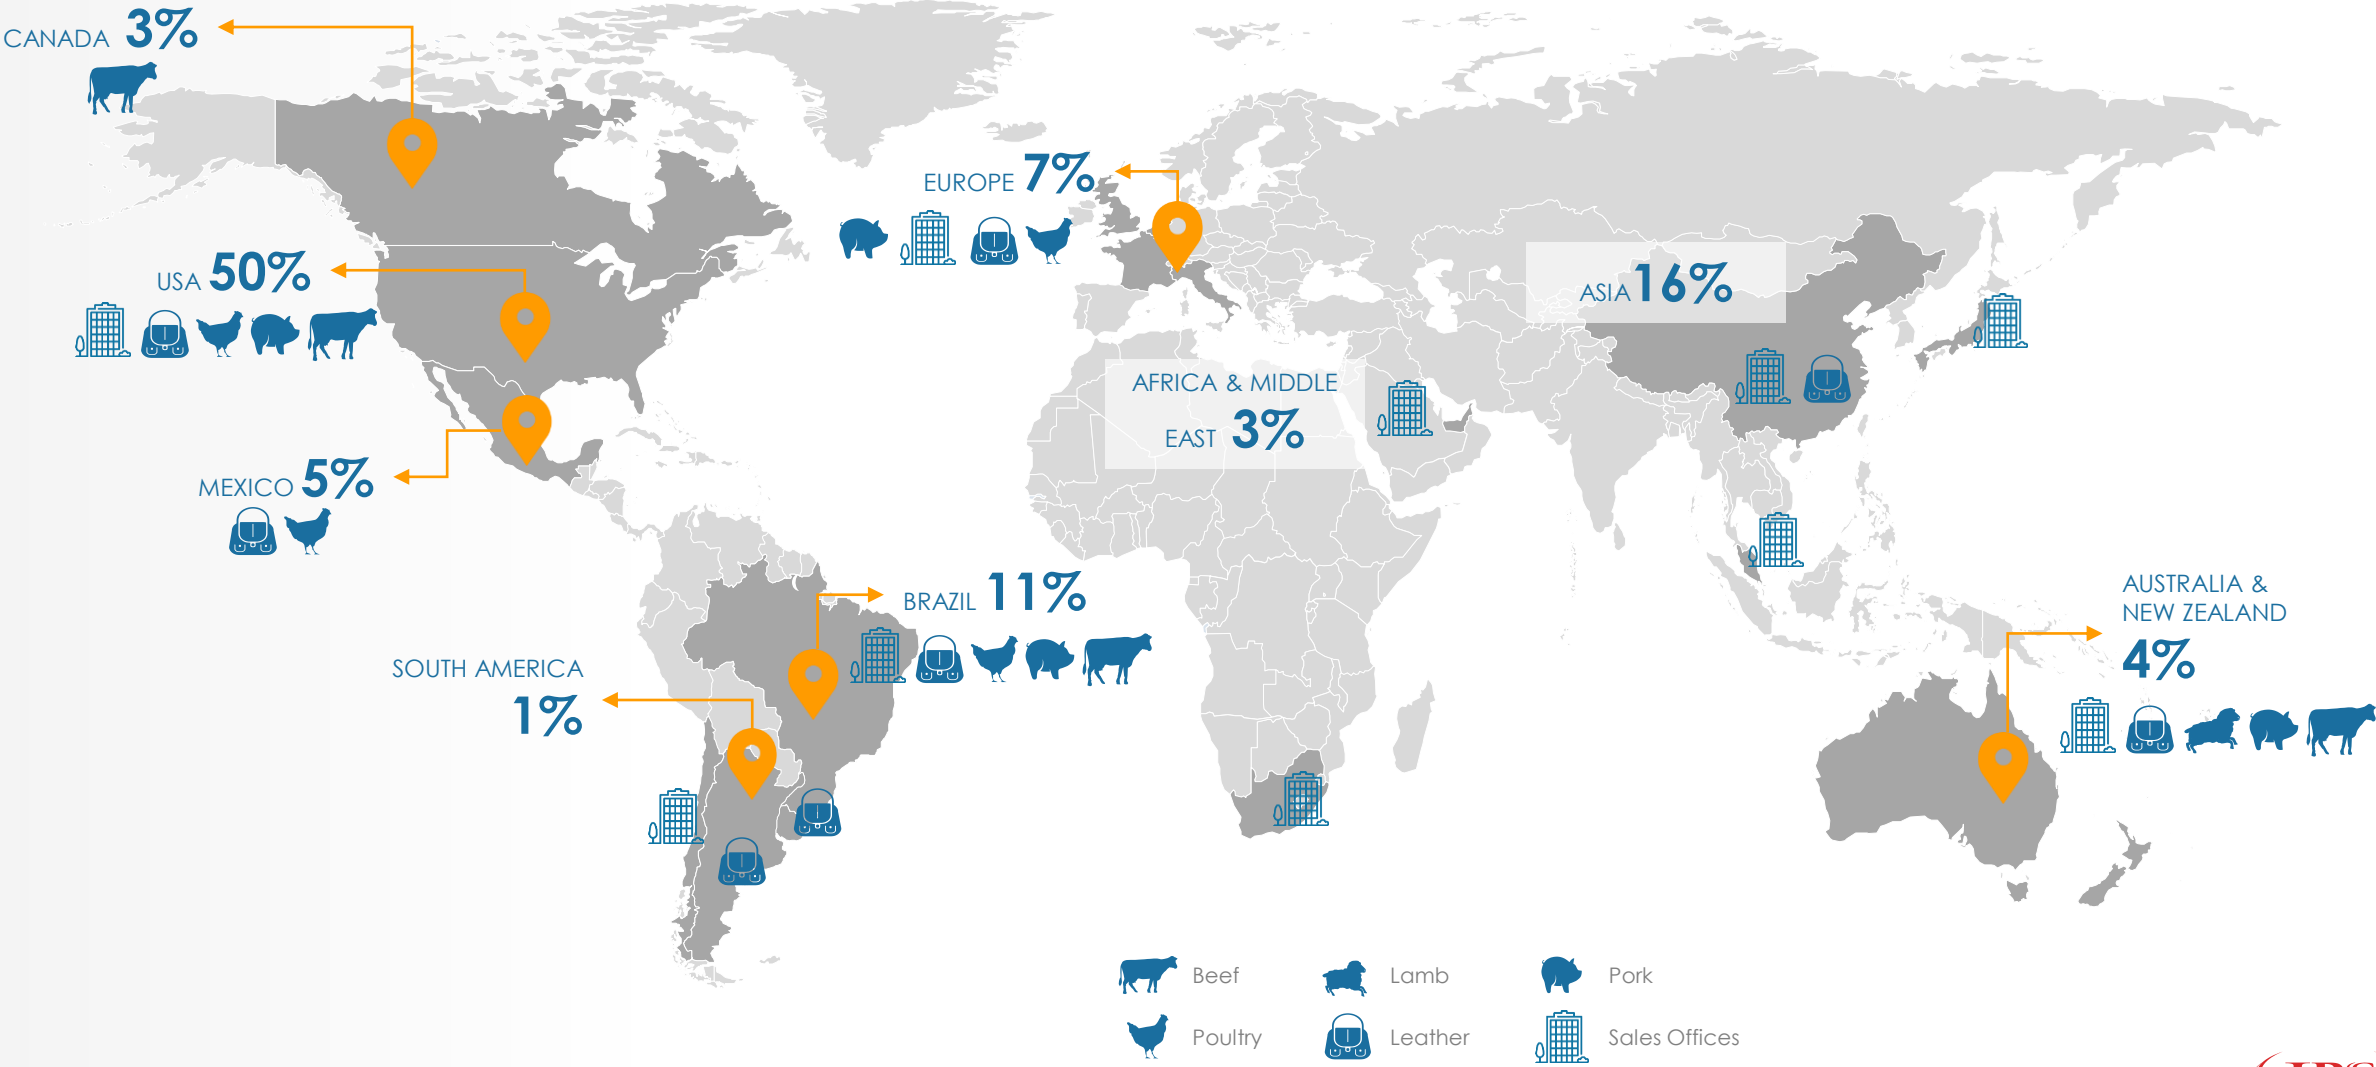 CANADA 3%
EUROPE 7%
USA 50%
ASIA 16%
AFRICA & MIDDLE
EAST 3%
MEXICO 5%
BRAZIL 11%
AUSTRALIA &
NEW ZEALAND
4%
SOUTH AMERICA
1%
Beef
Lamb
Pork
Poultry
Leather
Sales Offices